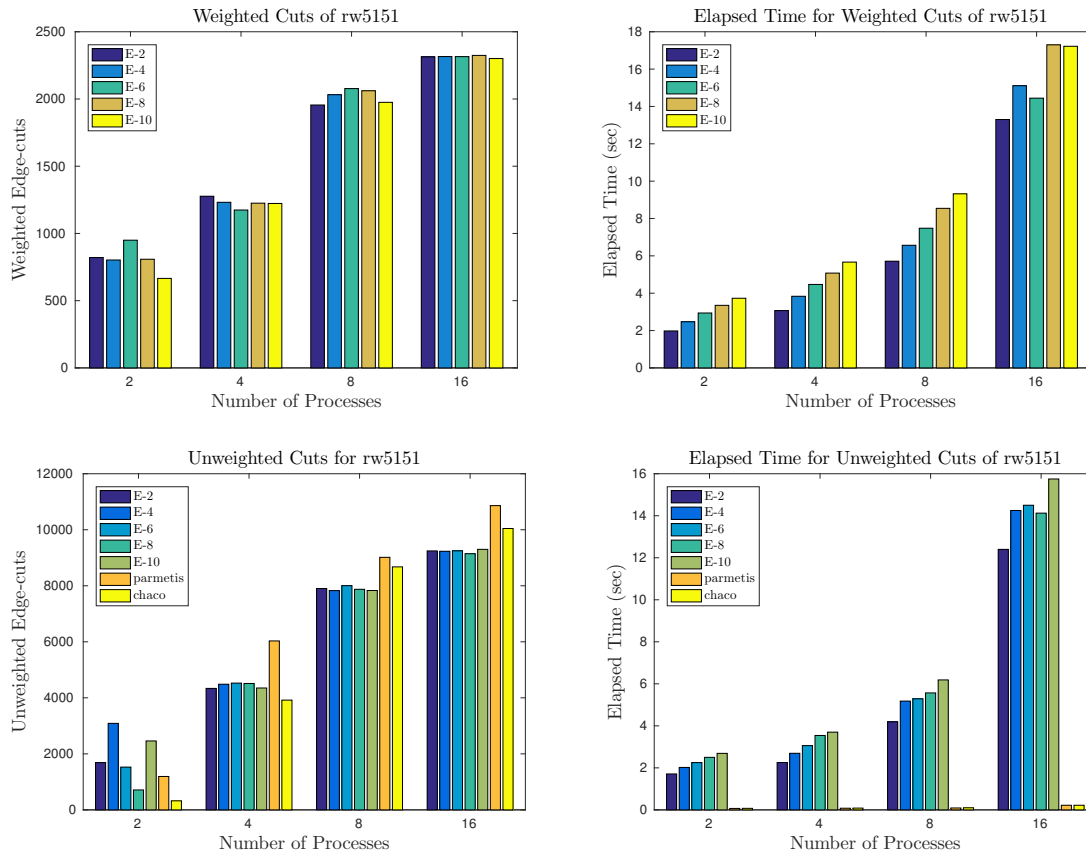 Weighted Cuts of rw5151
2500
2000
1500
1000
500
0
Weighted Edge-cuts
E-2
E-4
E-6
E-8
E-10
2 4 8 16
Number of Processes
Elapsed Time for Weighted Cuts of rw5151
18
16
14
12
10
8
6
4
2
0
Elapsed Time (sec)
E-2
E-4
E-6
E-8
E-10
2 4 8 16
Number of Processes
Unweighted Cuts for rw5151
12000
10000
8000
6000
4000
2000
0
Unweighted Edge-cuts
E-2
E-4
E-6
E-8
E-10
parmetis
chaco
2 4 8 16
Number of Processes
Elapsed Time for Unweighted Cuts of rw5151
16
14
12
10
8
6
4
2
0
Elapsed Time (sec)
E-2
E-4
E-6
E-8
E-10
parmetis
chaco
2 4 8 16
Number of Processes